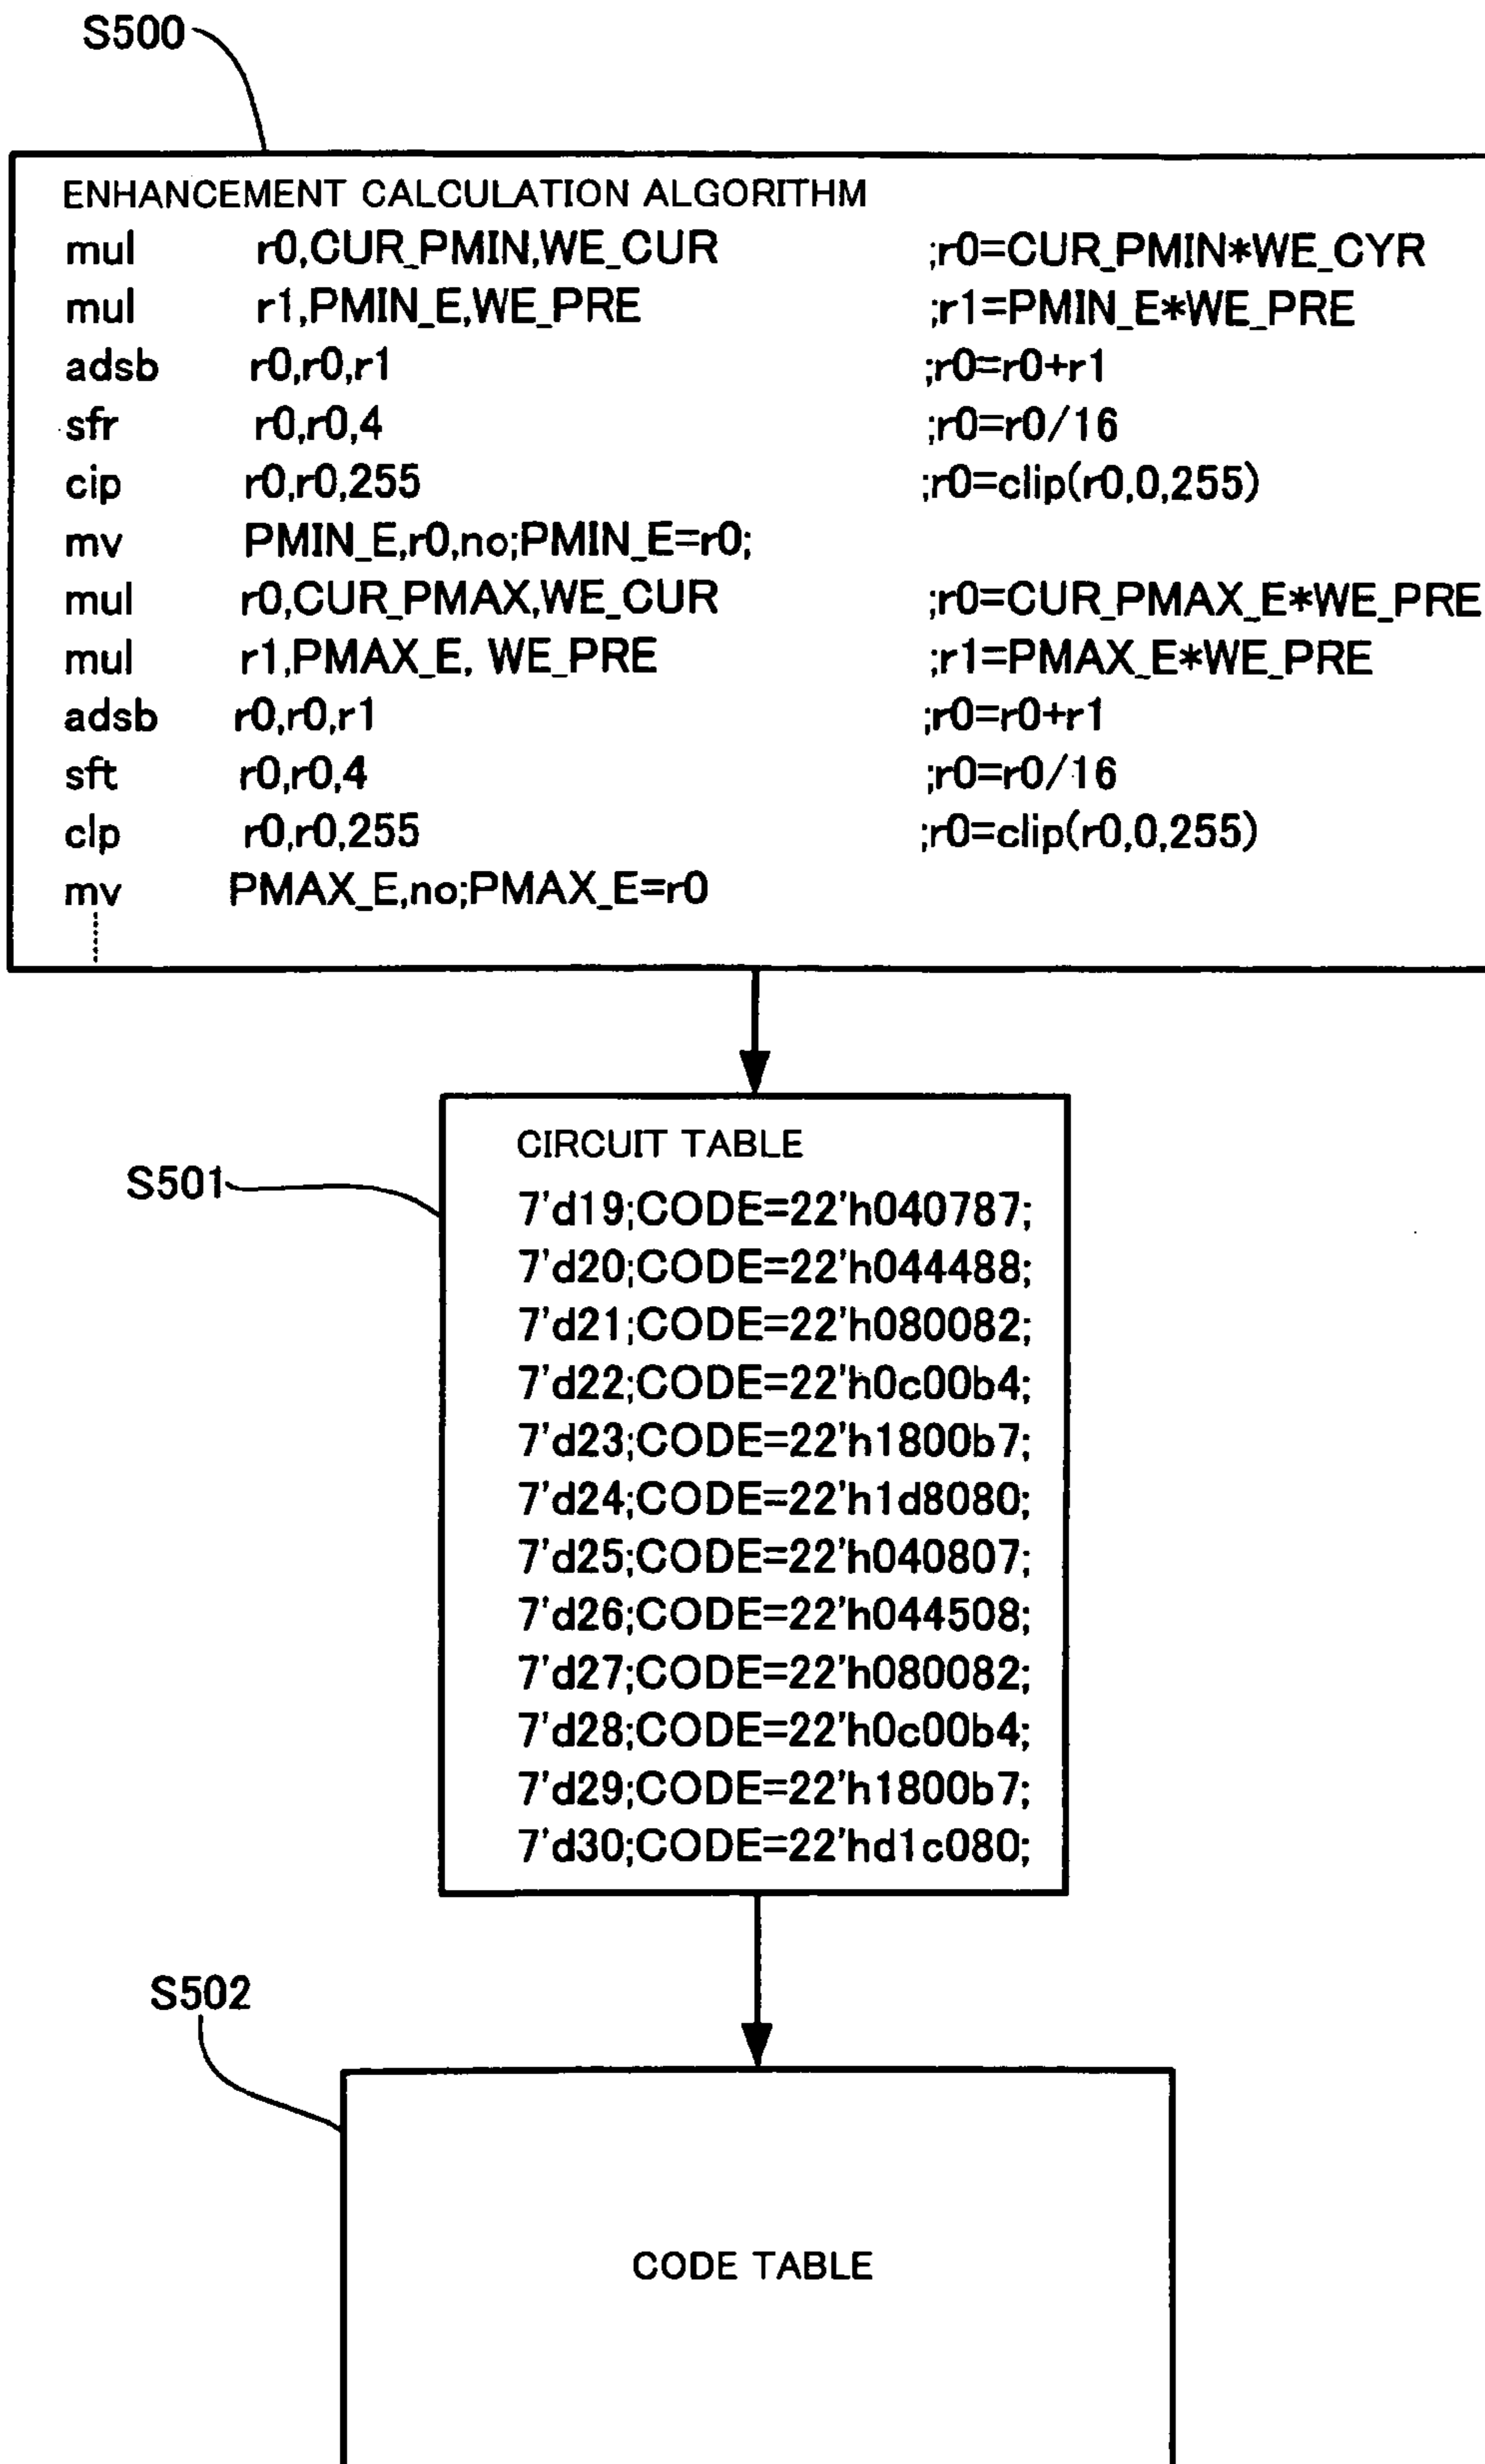 S500
ENHANCEMENT CALCULATION ALGORITHM
mul r0,CUR_PMIN,WE_CUR ;r0=CUR_PMIN*WE_CYR
mul r1,PMIN_E,WE_PRE ;r1=PMIN_E*WE_PRE
adsb r0,r0,r1 ;r0=r0+r1
sfr r0,r0,4 ;r0=r0/16
cip r0,r0,255 ;r0=clip(r0,0,255)
mv PMIN_E,r0,no;PMIN_E=r0;
mul r0,CUR_PMAX,WE_CUR ;r0=CUR_PMAX_E*WE_PRE
mul r1,PMAX_E, WE_PRE ;r1=PMAX_E*WE_PRE
adsb r0,r0,r1 ;r0=r0+r1
sft r0,r0,4 ;r0=r0/16
clp r0,r0,255 ;r0=clip(r0,0,255)
mv PMAX_E,no;PMAX_E=r0
S501
CIRCUIT TABLE
7'd19;CODE=22'h040787;
7'd20;CODE=22'h044488;
7'd21;CODE=22'h080082;
7'd22;CODE=22'h0c00b4;
7'd23;CODE=22'h1800b7;
7'd24;CODE=22'h1d8080;
7'd25;CODE=22'h040807;
7'd26;CODE=22'h044508;
7'd27;CODE=22'h080082;
7'd28;CODE=22'h0c00b4;
7'd29;CODE=22'h1800b7;
7'd30;CODE=22'hd1c080;
S502
CODE TABLE